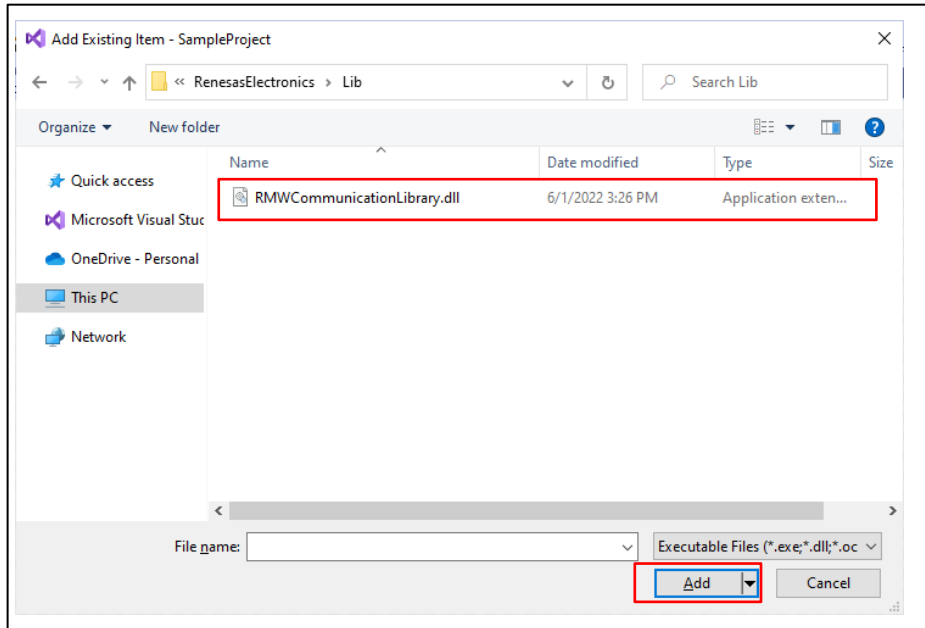 Add Existing Item - SampleProject
« RenesasElectronics › Lib
Search Lib
Organize
New folder
Name
Date modified
Type
Size
Quick access
RMWCommunicationLibrary.dll
6/1/2022 3:26 PM
Application exten...
Microsoft Visual Stuc
OneDrive - Personal
This PC
Network
File name:
Executable Files (*.exe;*.dll;*.oc
Add
Cancel